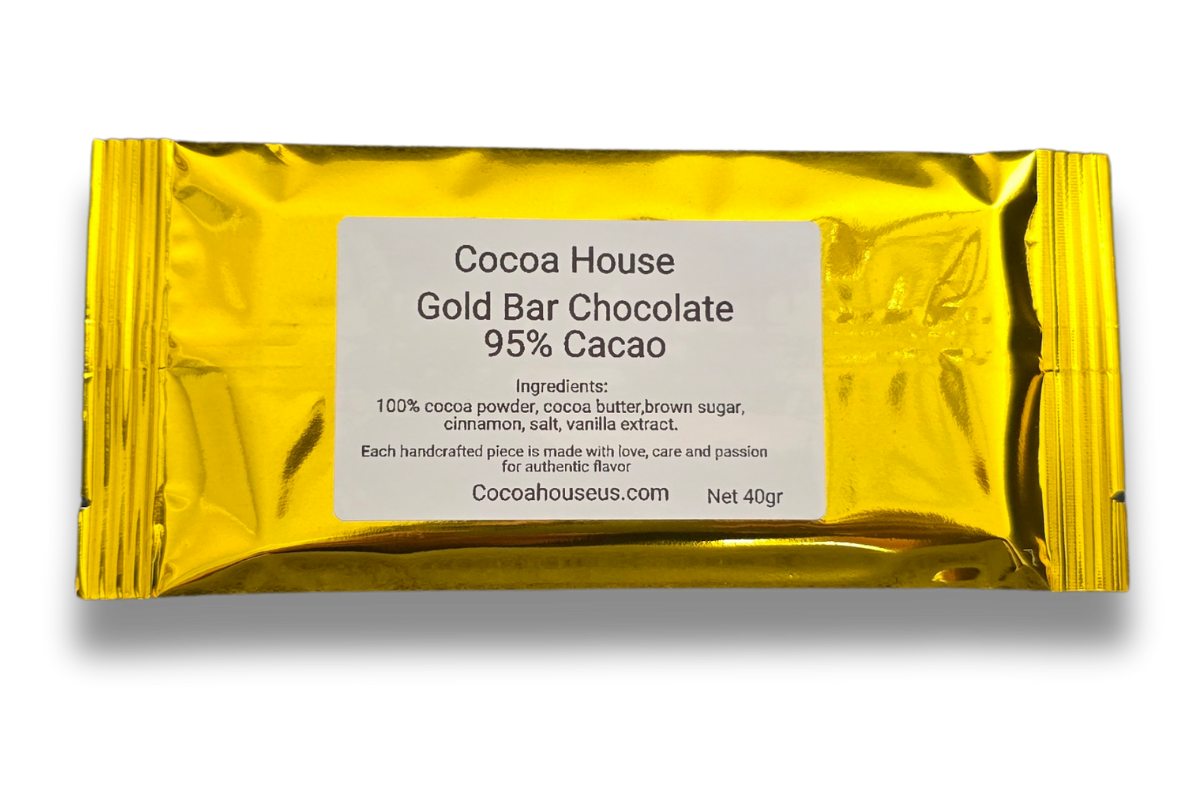 Cocoa House
Gold Bar Chocolate
95% Cacao
Ingredients:
100% cocoa powder, cocoa butter,brown sugar,
cinnamon, salt, vanilla extract.
Each handcrafted piece is made with love, care and passion
for authentic flavor
Cocoahouseus.com Net 40gr